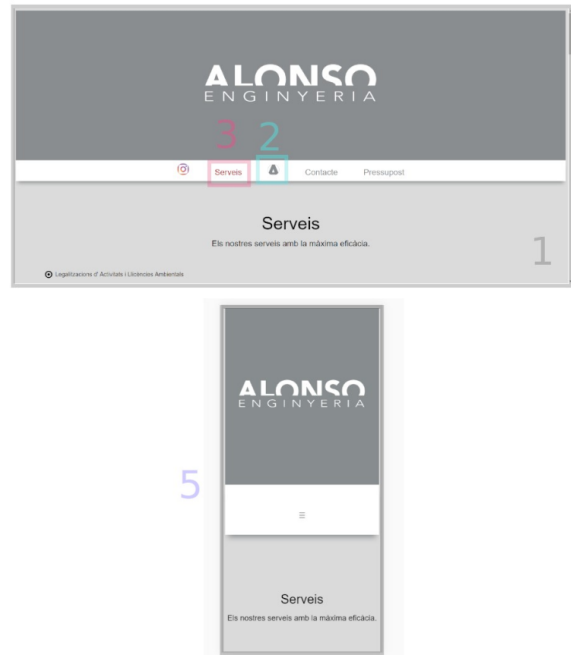 ALONSO
ENGINYERIA
3
2
Serveis
Contacte
Pressupost
Serveis
Els nostres serveis amb la màxima eficàcia.
1
Legalitzacions d' Activitats i Llicències Ambientals
ALONSO
ENGINYERIA
5
Serveis
Els nostres serveis amb la màxima eficàcia.